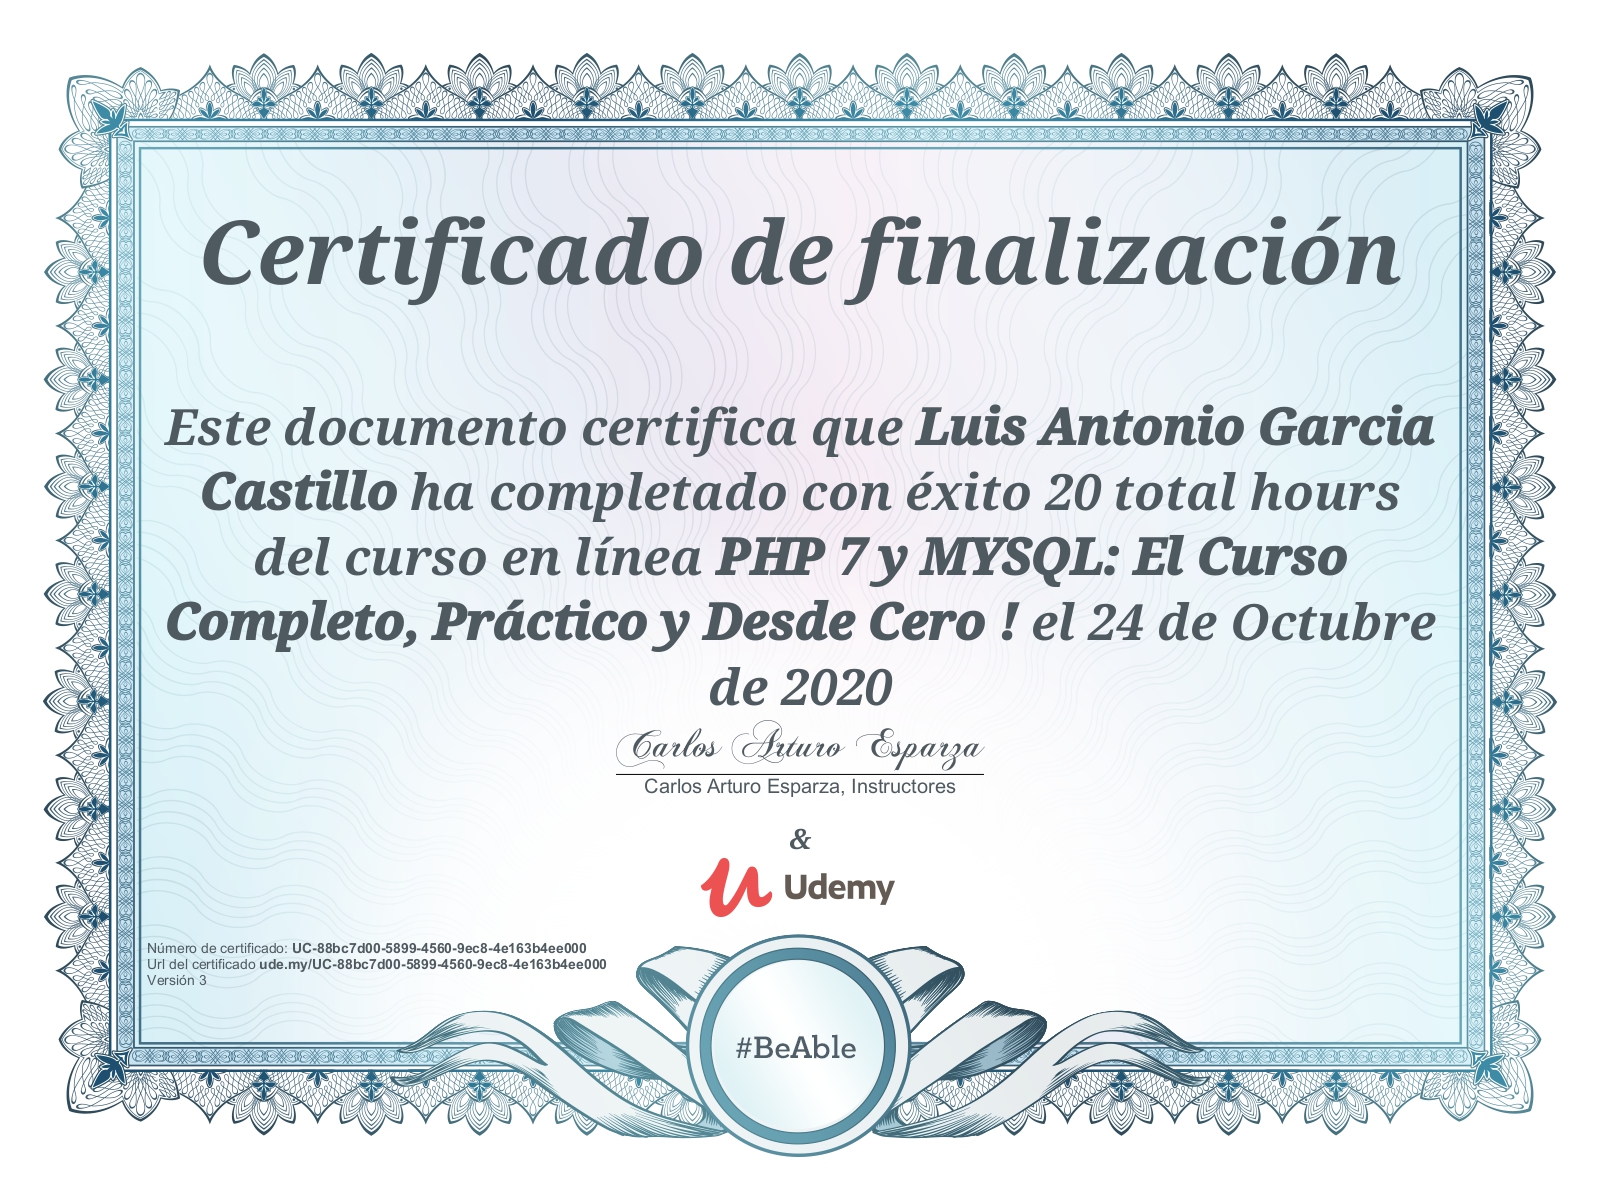 Certificado de finalización
Este documento certifica que Luis Antonio Garcia
Castillo ha completado con éxito 20 total hours
del curso en línea PHP 7 y MYSQL: El Curso
Completo, Práctico y Desde Cero ! el 24 de Octubre
de 2020
Carlos Arturo Esparza
Carlos Arturo Esparza, Instructores
&
Udemy
Número de certificado: UC-88bc7d00-5899-4560-9ec8-4e163b4ee000
Url del certificado ude.my/UC-88bc7d00-5899-4560-9ec8-4e163b4ee000
Versión 3
#BeAble